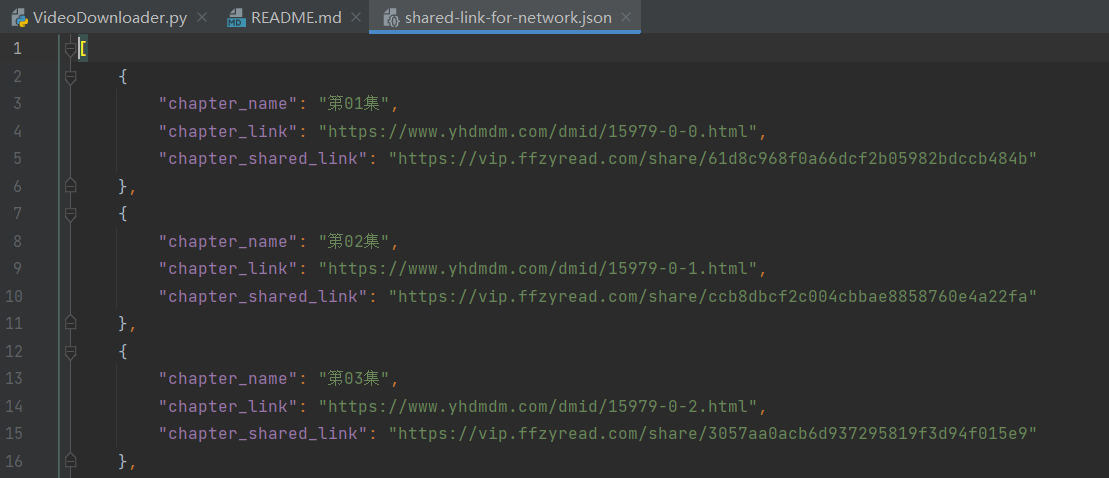 VideoDownloader.py README.md shared-link-for-network.json
1 [
2 {
3 "chapter_name": "第01集",
4 "chapter_link": "https://www.yhdmdm.com/dmid/15979-0-0.html",
5 "chapter_shared_link": "https://vip.ffzyread.com/share/61d8c968f0a66dcf2b05982bdccb484b"
6 },
7 {
8 "chapter_name": "第02集",
9 "chapter_link": "https://www.yhdmdm.com/dmid/15979-0-1.html",
10 "chapter_shared_link": "https://vip.ffzyread.com/share/ccb8dbcf2c004cbbae8858760e4a22fa"
11 },
12 {
13 "chapter_name": "第03集",
14 "chapter_link": "https://www.yhdmdm.com/dmid/15979-0-2.html",
15 "chapter_shared_link": "https://vip.ffzyread.com/share/3057aa0acb6d937295819f3d94f015e9"
16 },